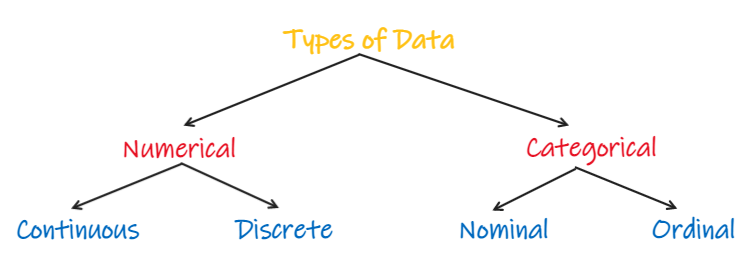 Types of Data
Numerical
Categorical
Continuous
Discrete
Nominal
Ordinal